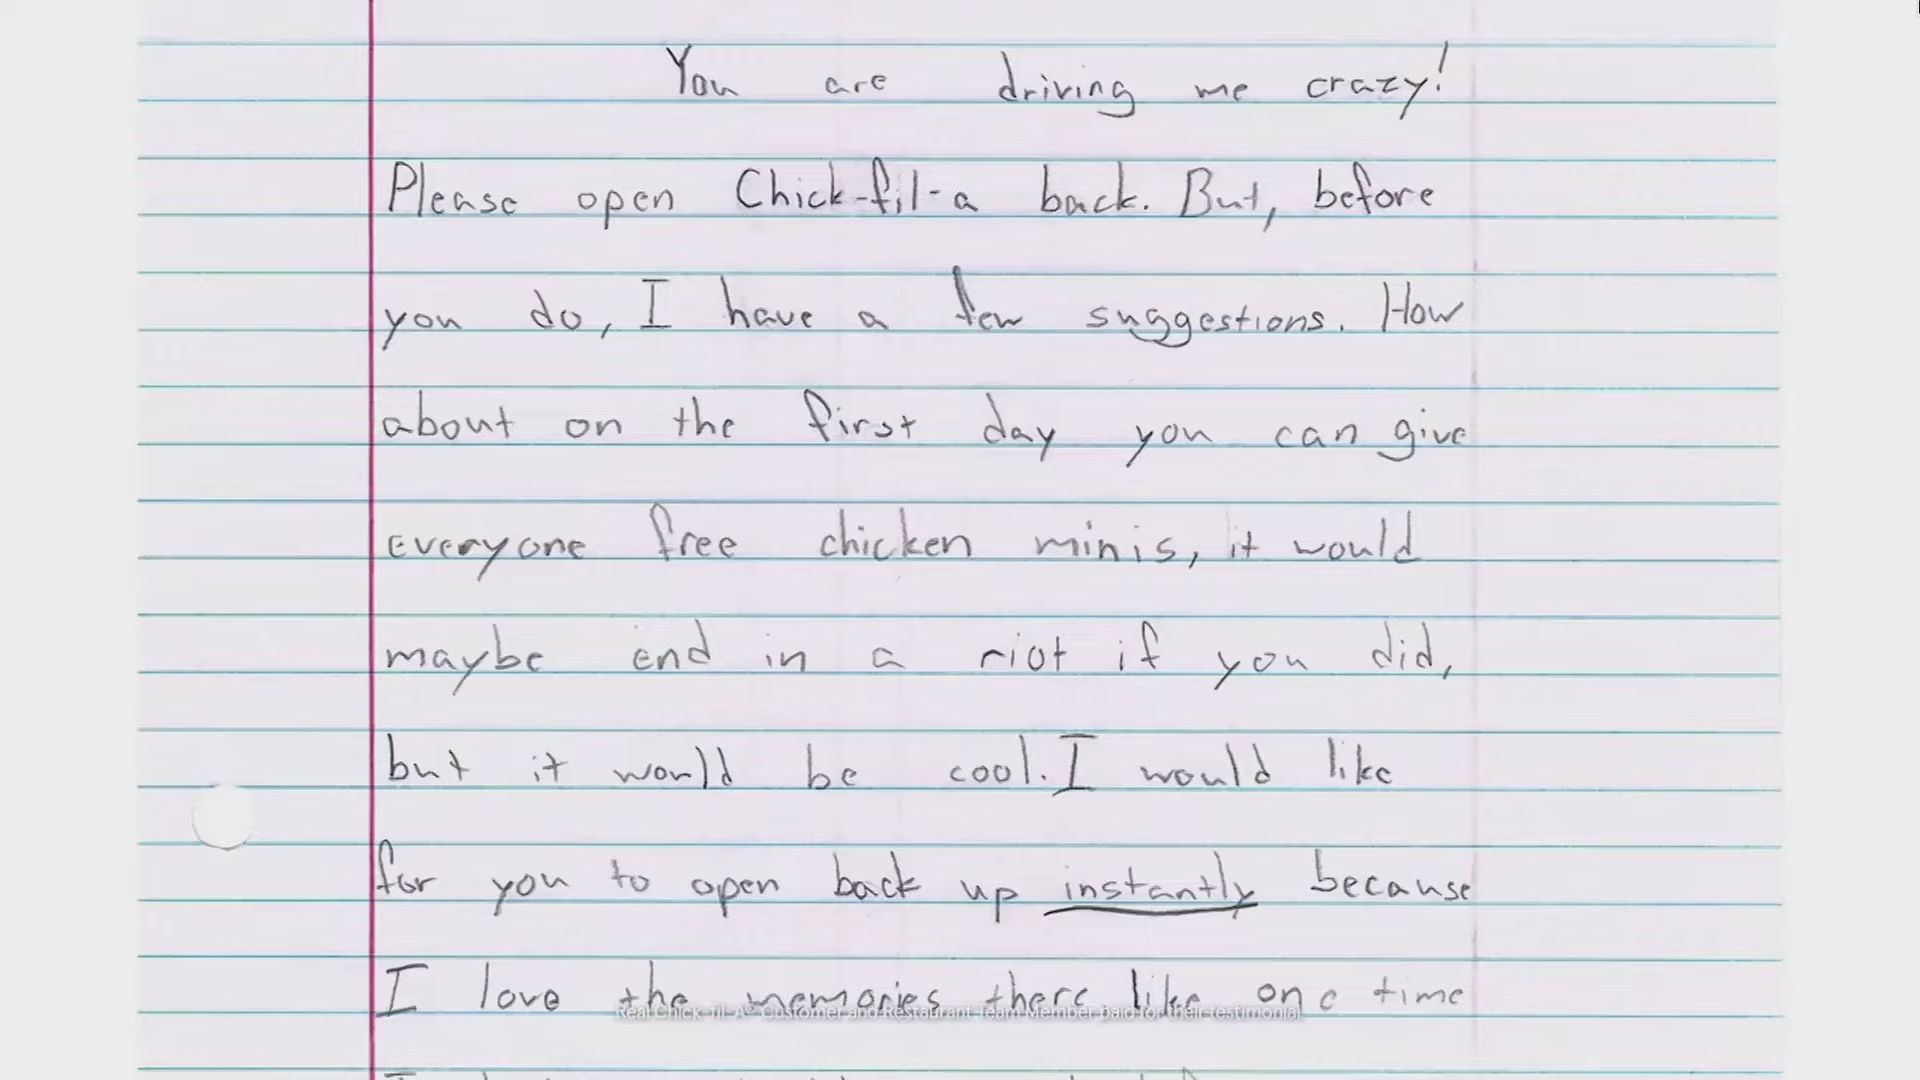 You are driving me crazy!
Please open Chick-fil-a back. But, before
you do, I have a few suggestions. How
about on the first day you can give
everyone free chicken minis, it would
maybe end in a riot if you did,
but it would be cool. I would like
for you to open back up instantly because
I love the memories there like one time
Real Chick-fil-A® Customer and Restaurant Team Member paid for their testimonial.